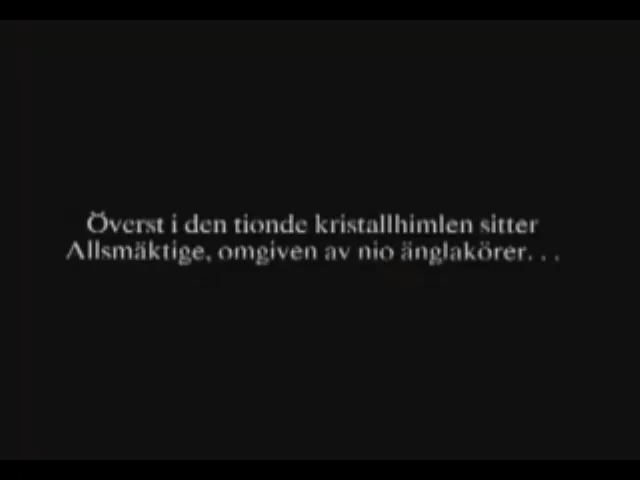 Överst i den tionde kristallhimlen sitter
Allsmäktige, omgiven av nio änglakörer. . .